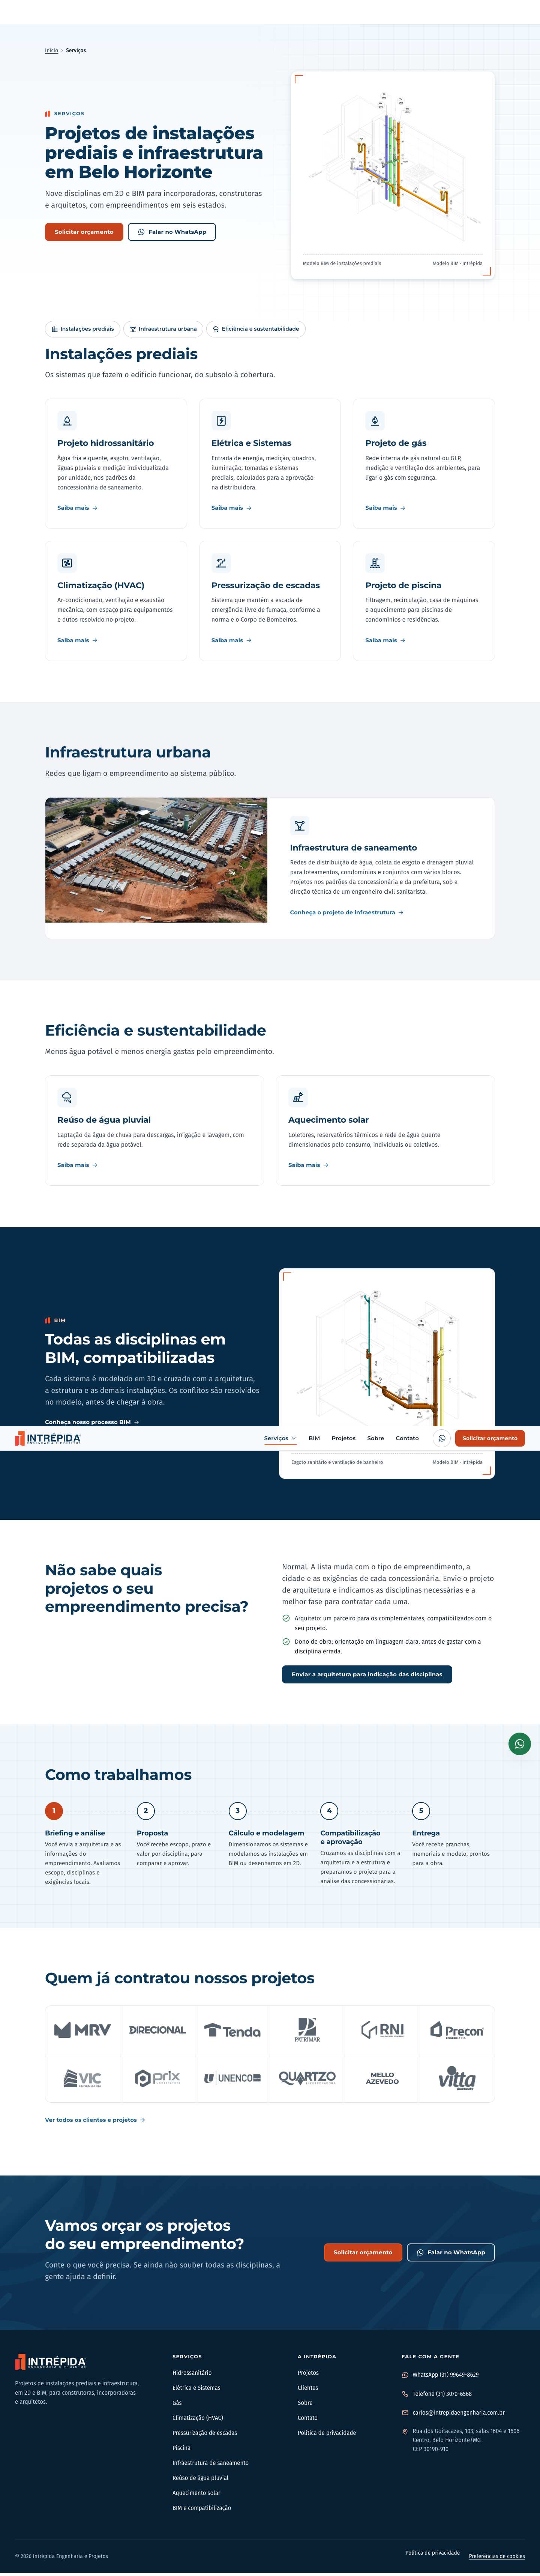 Início › Serviços
SERVIÇOS
Projetos de instalações
prediais e infraestrutura
em Belo Horizonte
Nove disciplinas em 2D e BIM para incorporadoras, construtoras
e arquitetos, com empreendimentos em seis estados.
Solicitar orçamento
Falar no WhatsApp
Modelo BIM de instalações prediais
Modelo BIM · Intrépida
Instalações prediais
Infraestrutura urbana
Eficiência e sustentabilidade
Instalações prediais
Os sistemas que fazem o edifício funcionar, do subsolo à cobertura.
Projeto hidrossanitário
Água fria e quente, esgoto, ventilação,
águas pluviais e medição individualizada
por unidade, nos padrões da
concessionária de saneamento.
Saiba mais →
Elétrica e Sistemas
Entrada de energia, medição, quadros,
iluminação, tomadas e sistemas
prediais, calculados para a aprovação
na distribuidora.
Saiba mais →
Projeto de gás
Rede interna de gás natural ou GLP,
medição e ventilação dos ambientes, para
ligar o gás com segurança.
Saiba mais →
Climatização (HVAC)
Ar-condicionado, ventilação e exaustão
mecânica, com espaço para equipamentos
e dutos resolvido no projeto.
Saiba mais →
Pressurização de escadas
Sistema que mantém a escada de
emergência livre de fumaça, conforme a
norma e o Corpo de Bombeiros.
Saiba mais →
Projeto de piscina
Filtragem, recirculação, casa de máquinas
e aquecimento para piscinas de
condomínios e residências.
Saiba mais →
Infraestrutura urbana
Redes que ligam o empreendimento ao sistema público.
Infraestrutura de saneamento
Redes de distribuição de água, coleta de esgoto e drenagem pluvial
para loteamentos, condomínios e conjuntos com vários blocos.
Projetos nos padrões da concessionária e da prefeitura, sob a
direção técnica de um engenheiro civil sanitarista.
Conheça o projeto de infraestrutura →
Eficiência e sustentabilidade
Menos água potável e menos energia gastas pelo empreendimento.
Reúso de água pluvial
Captação da água de chuva para descargas, irrigação e lavagem, com
rede separada da água potável.
Saiba mais →
Aquecimento solar
Coletores, reservatórios térmicos e rede de água quente
dimensionados pelo consumo, individuais ou coletivos.
Saiba mais →
BIM
Todas as disciplinas em
BIM, compatibilizadas
Cada sistema é modelado em 3D e cruzado com a arquitetura,
a estrutura e as demais instalações. Os conflitos são resolvidos
no modelo, antes de chegar à obra.
Conheça nosso processo BIM →
INTRÉPIDA
ENGENHARIA E PROJETOS
Serviços
BIM
Projetos
Sobre
Contato
Solicitar orçamento
Esgoto sanitário e ventilação de banheiro
Modelo BIM · Intrépida
Não sabe quais
projetos o seu
empreendimento precisa?
Normal. A lista muda com o tipo de empreendimento, a
cidade e as exigências de cada concessionária. Envie o projeto
de arquitetura e indicamos as disciplinas necessárias e a
melhor fase para contratar cada uma.
Arquiteto: um parceiro para os complementares, compatibilizados com o
seu projeto.
Dono de obra: orientação em linguagem clara, antes de gastar com a
disciplina errada.
Enviar a arquitetura para indicação das disciplinas
Como trabalhamos
1
Briefing e análise
Você envia a arquitetura e as
informações do
empreendimento. Avaliamos
escopo, disciplinas e
exigências locais.
2
Proposta
Você recebe escopo, prazo e
valor por disciplina, para
comparar e aprovar.
3
Cálculo e modelagem
Dimensionamos os sistemas e
modelamos as instalações em
BIM ou desenhamos em 2D.
4
Compatibilização
e aprovação
Cruzamos as disciplinas com a
arquitetura e a estrutura e
preparamos o projeto para a
análise das concessionárias.
5
Entrega
Você recebe pranchas,
memoriais e modelo, prontos
para a obra.
Quem já contratou nossos projetos
MRV
DIRECIONAL
Tenda
PATRIMAR
RNI
Precon
VIC
prix
UNENCO
QUARTZO
MELLO
AZEVEDO
vitta
Ver todos os clientes e projetos →
Vamos orçar os projetos
do seu empreendimento?
Conte o que você precisa. Se ainda não souber todas as disciplinas, a
gente ajuda a definir.
Solicitar orçamento
Falar no WhatsApp
INTRÉPIDA
ENGENHARIA E PROJETOS
Projetos de instalações prediais e infraestrutura,
em 2D e BIM, para construtoras, incorporadoras
e arquitetos.
SERVIÇOS
Hidrossanitário
Elétrica e Sistemas
Gás
Climatização (HVAC)
Pressurização de escadas
Piscina
Infraestrutura de saneamento
Reúso de água pluvial
Aquecimento solar
BIM e compatibilização
A INTRÉPIDA
Projetos
Clientes
Sobre
Contato
Política de privacidade
FALE COM A GENTE
WhatsApp (31) 99649-8629
Telefone (31) 3070-6568
carlos@intrepidaengenharia.com.br
Rua dos Goitacazes, 103, salas 1604 e 1606
Centro, Belo Horizonte/MG
CEP 30190-910
© 2026 Intrépida Engenharia e Projetos
Política de privacidade
Preferências de cookies